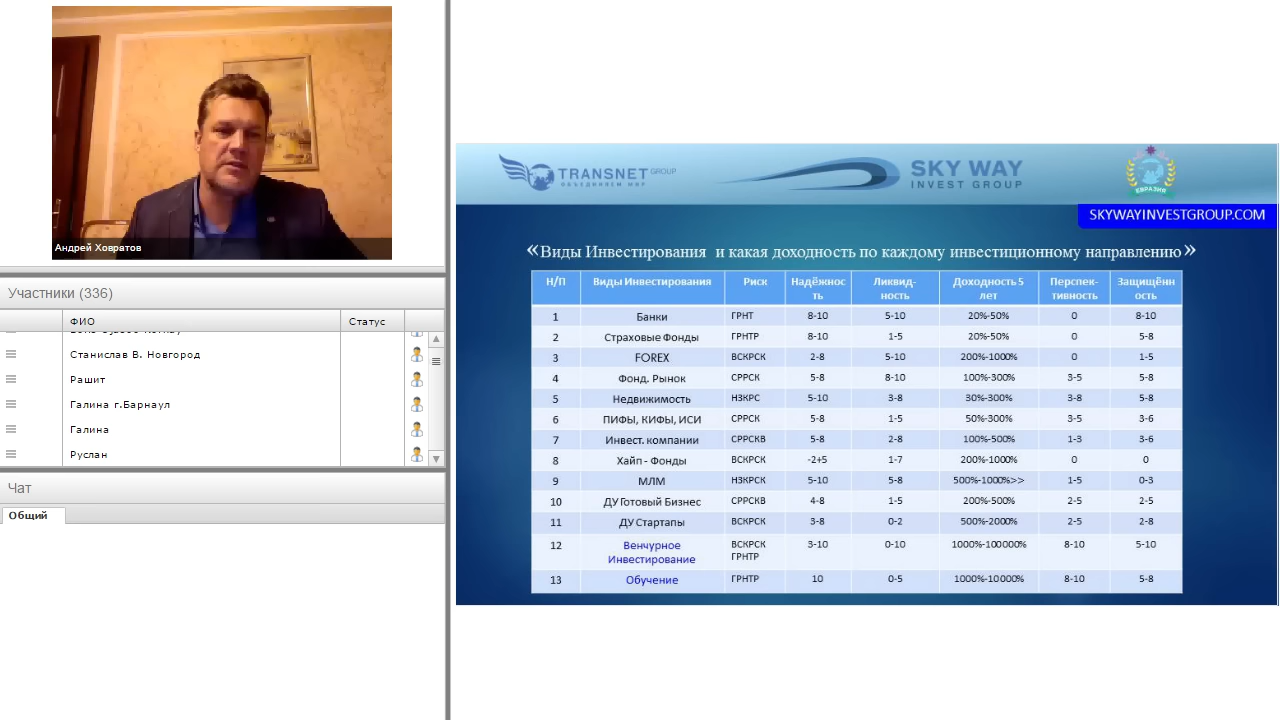 Андрей Ховратов
Участники (336)
ФИО Статус
Станислав В. Новгород
Рашит
Галина г.Барнаул
Галина
Руслан
Чат
Общий
TRANSNET GROUP
ОБЪЕДИНЯЕМ МИР
SKY WAY
INVEST GROUP
ЕВРАЗИЯ
SKYWAYINVESTGROUP.COM
«Виды Инвестирования и какая доходность по каждому инвестиционному направлению»
Н/П Виды Инвестирования Риск Надёжнос Ликвид- Доходность 5 Перспек- Защищённ
ть ность лет тивность ость
1 Банки ГРНТ 8-10 5-10 20%-50% 0 8-10
2 Страховые Фонды ГРНТР 8-10 1-5 20%-50% 0 5-8
3 FOREX ВСКРСК 2-8 5-10 200%-1000% 0 1-5
4 Фонд. Рынок СРРСК 5-8 8-10 100%-300% 3-5 5-8
5 Недвижимость НЗКРС 5-10 3-8 30%-300% 3-8 5-8
6 ПИФЫ, КИФЫ, ИСИ СРРСК 5-8 1-5 50%-300% 3-5 3-6
7 Инвест. компании СРРСКВ 5-8 2-8 100%-500% 1-3 3-6
8 Хайп - Фонды ВСКРСК -2+5 1-7 200%-1000% 0 0
9 МЛМ НЗКРСК 5-10 5-8 500%-1000%>> 1-5 0-3
10 ДУ Готовый Бизнес СРРСКВ 4-8 1-5 200%-500% 2-5 2-5
11 ДУ Стартапы ВСКРСК 3-8 0-2 500%-2000% 2-5 2-8
12 Венчурное ВСКРСК 3-10 0-10 1000%-100000% 8-10 5-10
Инвестирование ГРНТР
13 Обучение ГРНТР 10 0-5 1000%-10000% 8-10 5-8